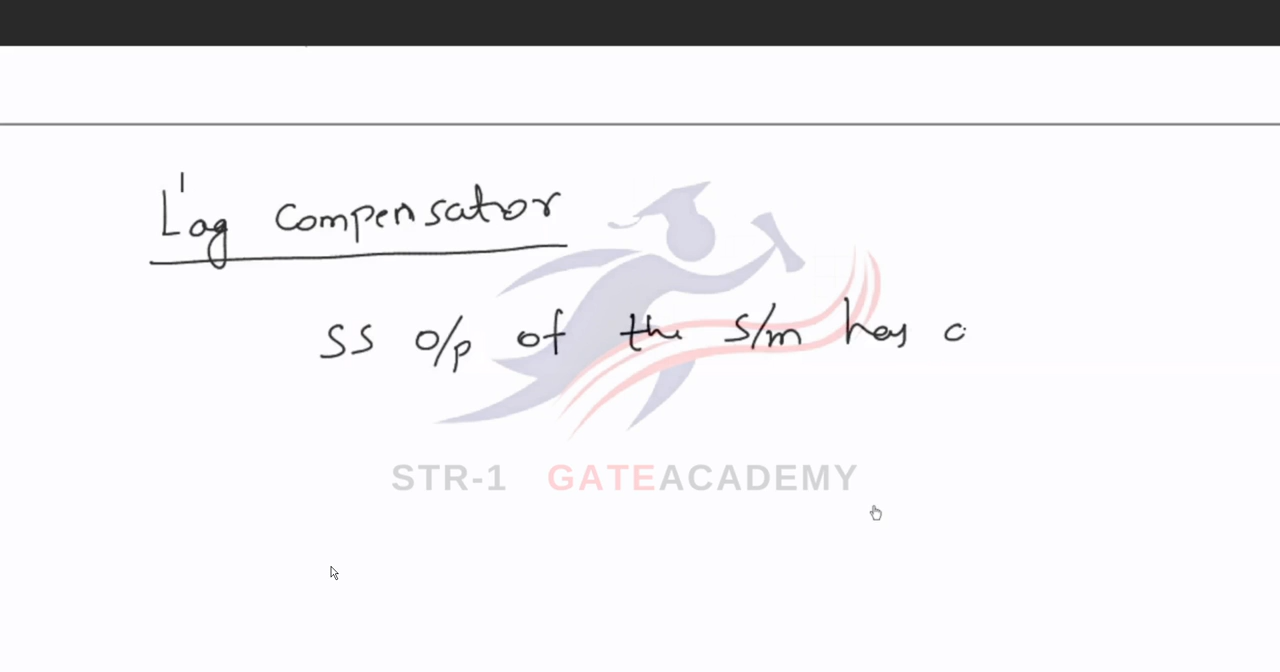 Lag compensator
SS o/p of the s/m has
STR-1 GATEACADEMY